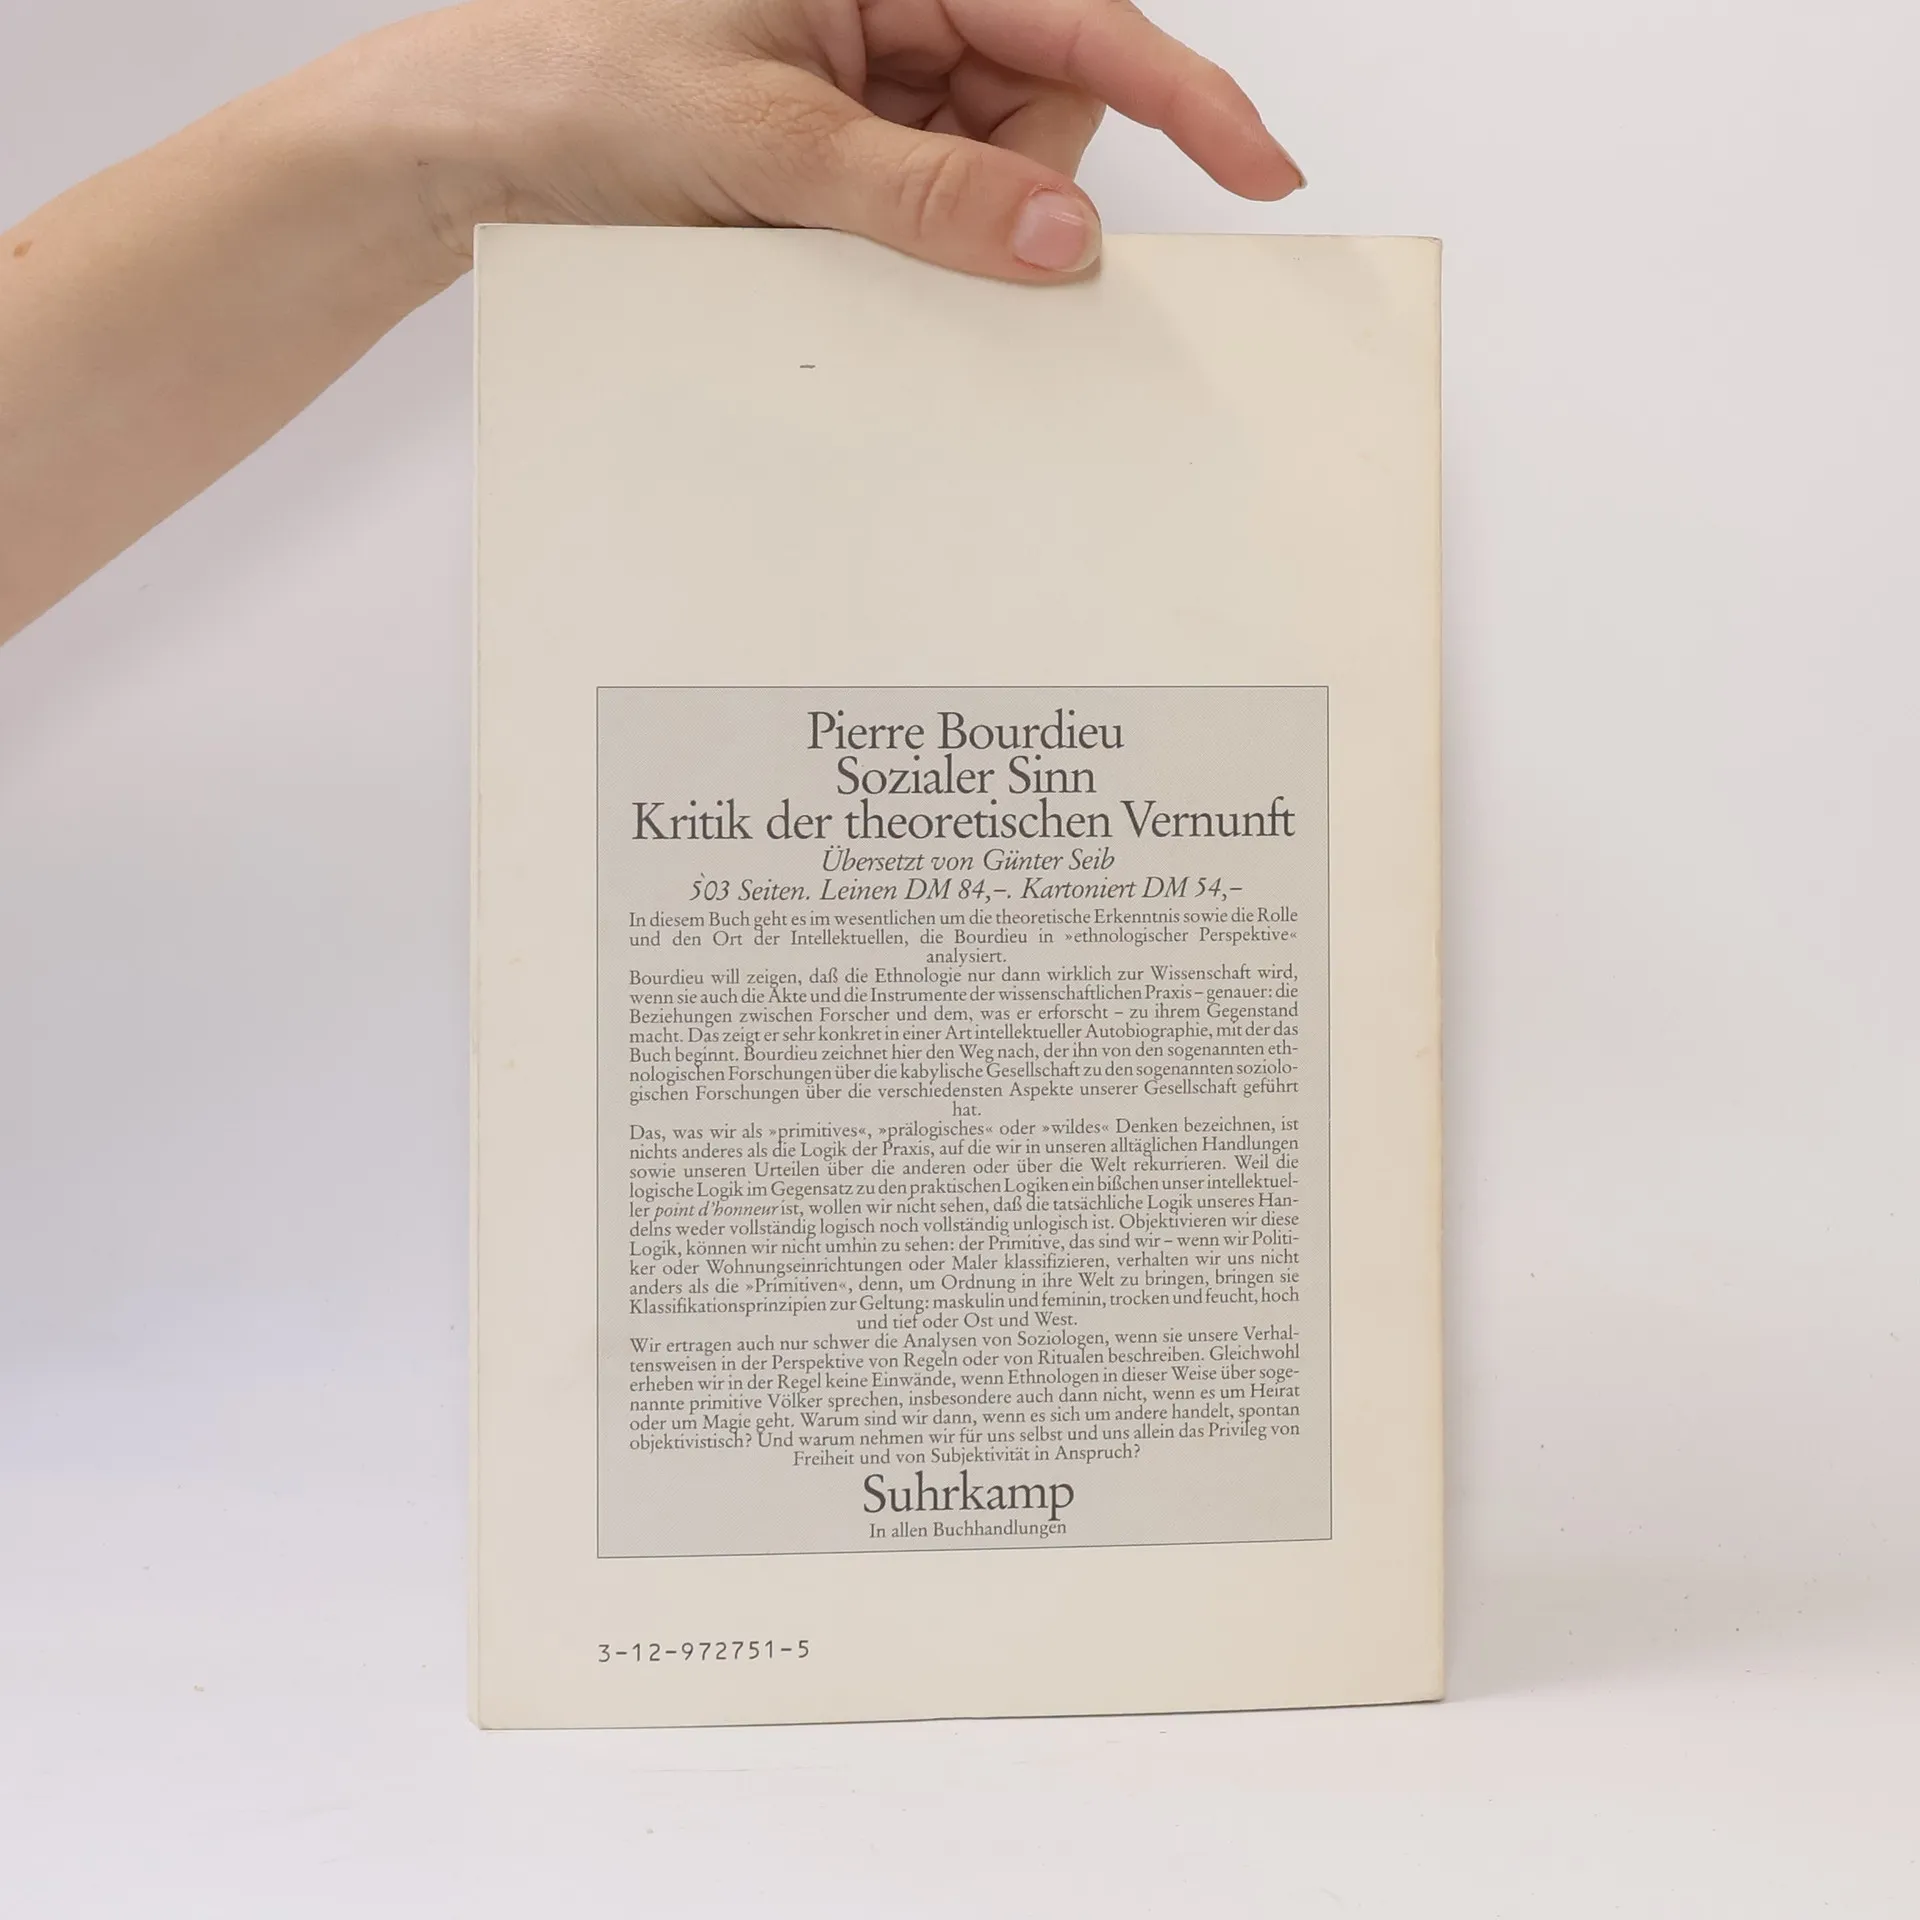 Pierre Bourdieu
Sozialer Sinn
Kritik der theoretischen Vernunft
Übersetzt von Günter Seib
503 Seiten. Leinen DM 84,–. Kartoniert DM 54,–
In diesem Buch geht es im wesentlichen um die theoretische Erkenntnis sowie die Rolle
und den Ort der Intellektuellen, die Bourdieu in »ethnologischer Perspektive«
analysiert.
Bourdieu will zeigen, daß die Ethnologie nur dann wirklich zur Wissenschaft wird,
wenn sie auch die Akte und die Instrumente der wissenschaftlichen Praxis – genauer: die
Beziehungen zwischen Forscher und dem, was er erforscht – zu ihrem Gegenstand
macht. Das zeigt er sehr konkret in einer Art intellektueller Autobiographie, mit der das
Buch beginnt. Bourdieu zeichnet hier den Weg nach, der ihn von den sogenannten eth-
nologischen Forschungen über die kabylische Gesellschaft zu den sogenannten soziolo-
gischen Forschungen über die verschiedensten Aspekte unserer Gesellschaft geführt
hat.
Das, was wir als »primitives«, »prälogisches« oder »wildes« Denken bezeichnen, ist
nichts anderes als die Logik der Praxis, auf die wir in unseren alltäglichen Handlungen
sowie unseren Urteilen über die anderen oder über die Welt rekurrieren. Weil die
logische Logik im Gegensatz zu den praktischen Logiken ein bißchen unser intellektuel-
ler point d'honneur ist, wollen wir nicht sehen, daß die tatsächliche Logik unseres Han-
delns weder vollständig logisch noch vollständig unlogisch ist. Objektivieren wir diese
Logik, können wir nicht umhin zu sehen: der Primitive, das sind wir – wenn wir Politi-
ker oder Wohnungseinrichtungen oder Maler klassifizieren, verhalten wir uns nicht
anders als die »Primitiven«, denn, um Ordnung in ihre Welt zu bringen, bringen sie
Klassifikationsprinzipien zur Geltung: maskulin und feminin, trocken und feucht, hoch
und tief oder Ost und West.
Wir ertragen auch nur schwer die Analysen von Soziologen, wenn sie unsere Verhal-
tensweisen in der Perspektive von Regeln oder von Ritualen beschreiben. Gleichwohl
erheben wir in der Regel keine Einwände, wenn Ethnologen in dieser Weise über soge-
nannte primitive Völker sprechen, insbesondere auch dann nicht, wenn es um Heirat
oder um Magie geht. Warum sind wir dann, wenn es sich um andere handelt, spontan
objektivistisch? Und warum nehmen wir für uns selbst und uns allein das Privileg von
Freiheit und von Subjektivität in Anspruch?
Suhrkamp
In allen Buchhandlungen
3-12-972751-5